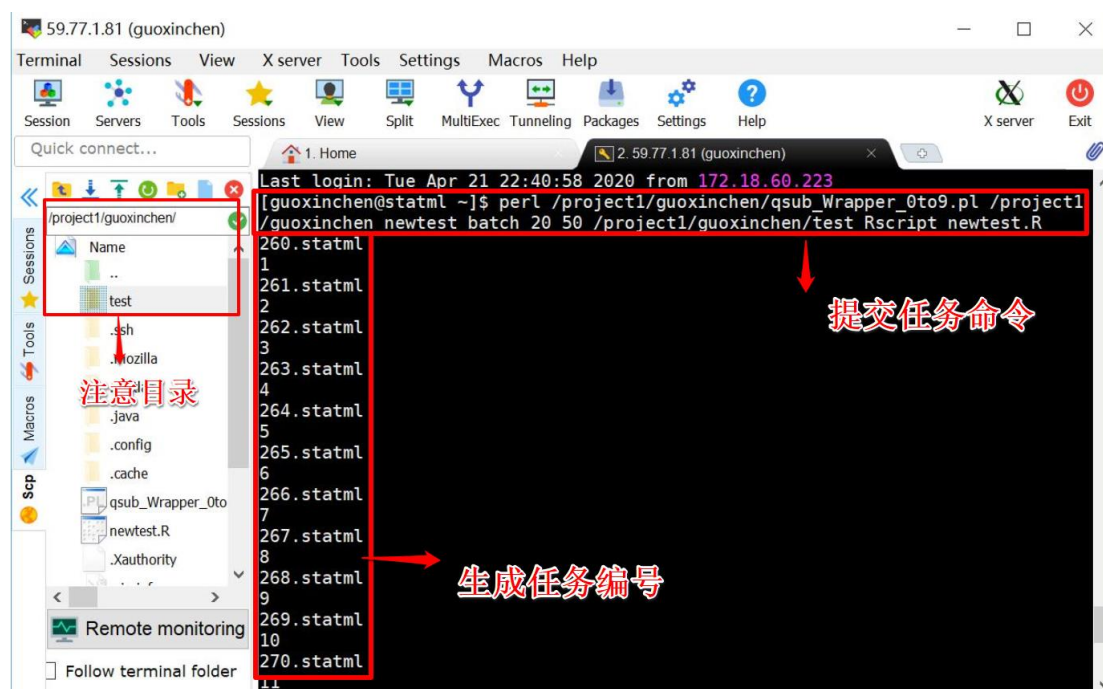 59.77.1.81 (guoxinchen)
Terminal Sessions View X server Tools Settings Macros Help
Session Servers Tools Sessions View Split MultiExec Tunneling Packages Settings Help X server Exit
Quick connect...
1. Home
2. 59.77.1.81 (guoxinchen)
/project1/guoxinchen/
Name
..
test
.ssh
.mozilla
.java
.config
.cache
qsub_Wrapper_0to
newtest.R
.Xauthority
Sessions
Tools
Macros
Scp
Remote monitoring
Follow terminal folder
注意目录
Last login: Tue Apr 21 22:40:58 2020 from 172.18.60.223
[guoxinchen@statml ~]$ perl /project1/guoxinchen/qsub_Wrapper_0to9.pl /project1
/guoxinchen newtest batch 20 50 /project1/guoxinchen/test Rscript newtest.R
260.statml
1
261.statml
2
262.statml
3
263.statml
4
264.statml
5
265.statml
6
266.statml
7
267.statml
8
268.statml
9
269.statml
10
270.statml
11
提交任务命令
生成任务编号